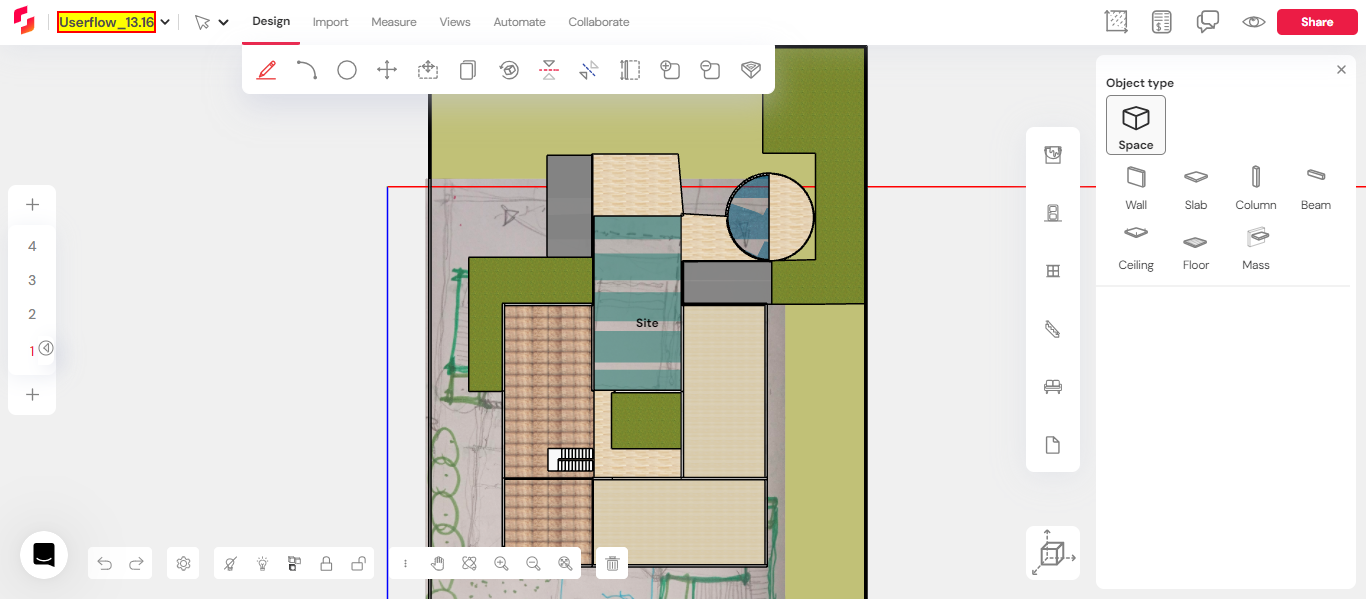 Userflow_13.16
Design
Import
Measure
Views
Automate
Collaborate
Share
Object type
Space
Wall
Slab
Column
Beam
Ceiling
Floor
Mass
4
3
2
1
Site